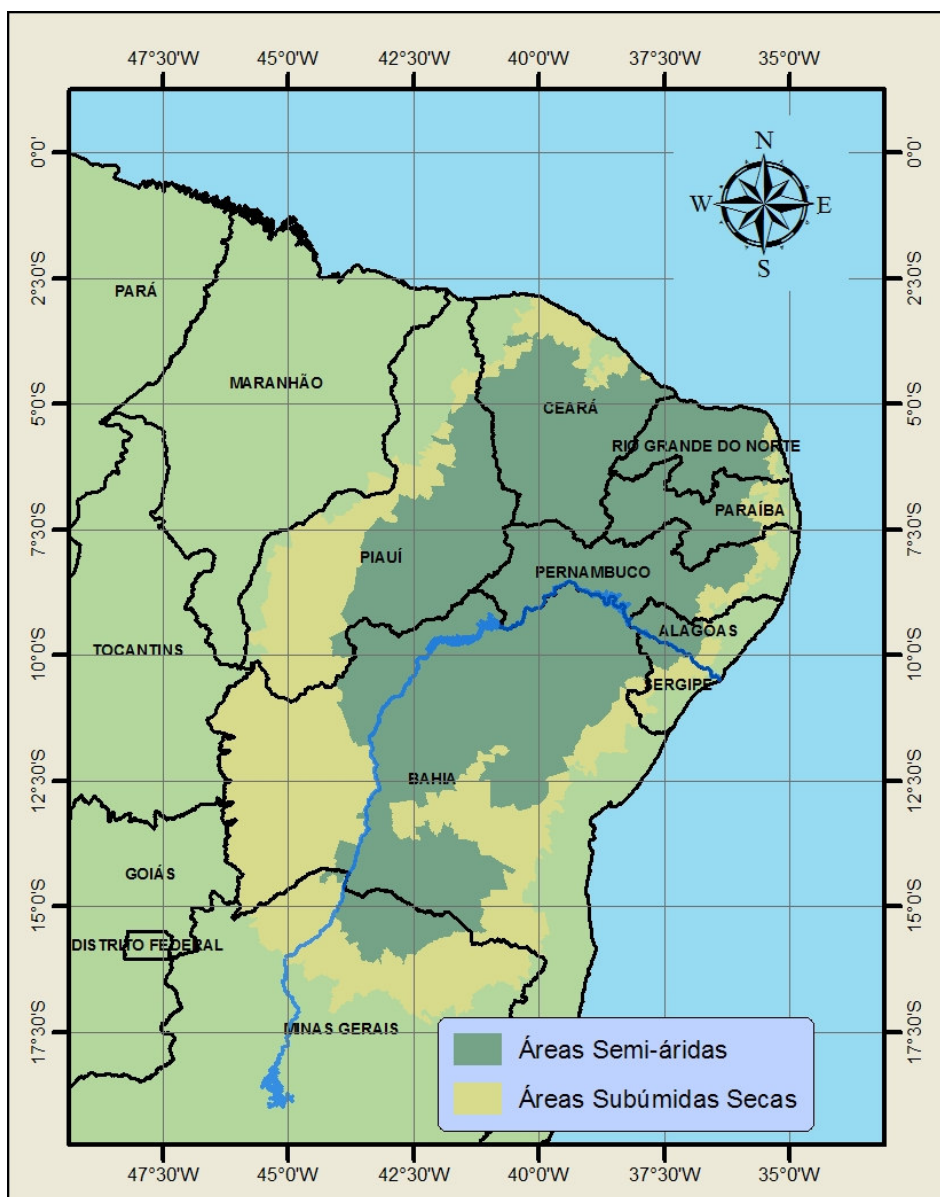 47°30'W 45°0'W 42°30'W 40°0'W 37°30'W 35°0'W
0°0' 0°0'
N
W E
S
2°30'S 2°30'S
PARÁ
MARANHÃO
5°0'S 5°0'S
CEARÁ
RIO GRANDE DO NORTE
PARAÍBA
7°30'S 7°30'S
PIAUÍ
PERNAMBUCO
ALAGOAS
TOCANTINS
10°0'S 10°0'S
SERGIPE
BAHIA
12°30'S 12°30'S
GOIÁS
15°0'S 15°0'S
DISTRITO FEDERAL
MINAS GERAIS
17°30'S 17°30'S
Áreas Semi-áridas
Áreas Subúmidas Secas
47°30'W 45°0'W 42°30'W 40°0'W 37°30'W 35°0'W